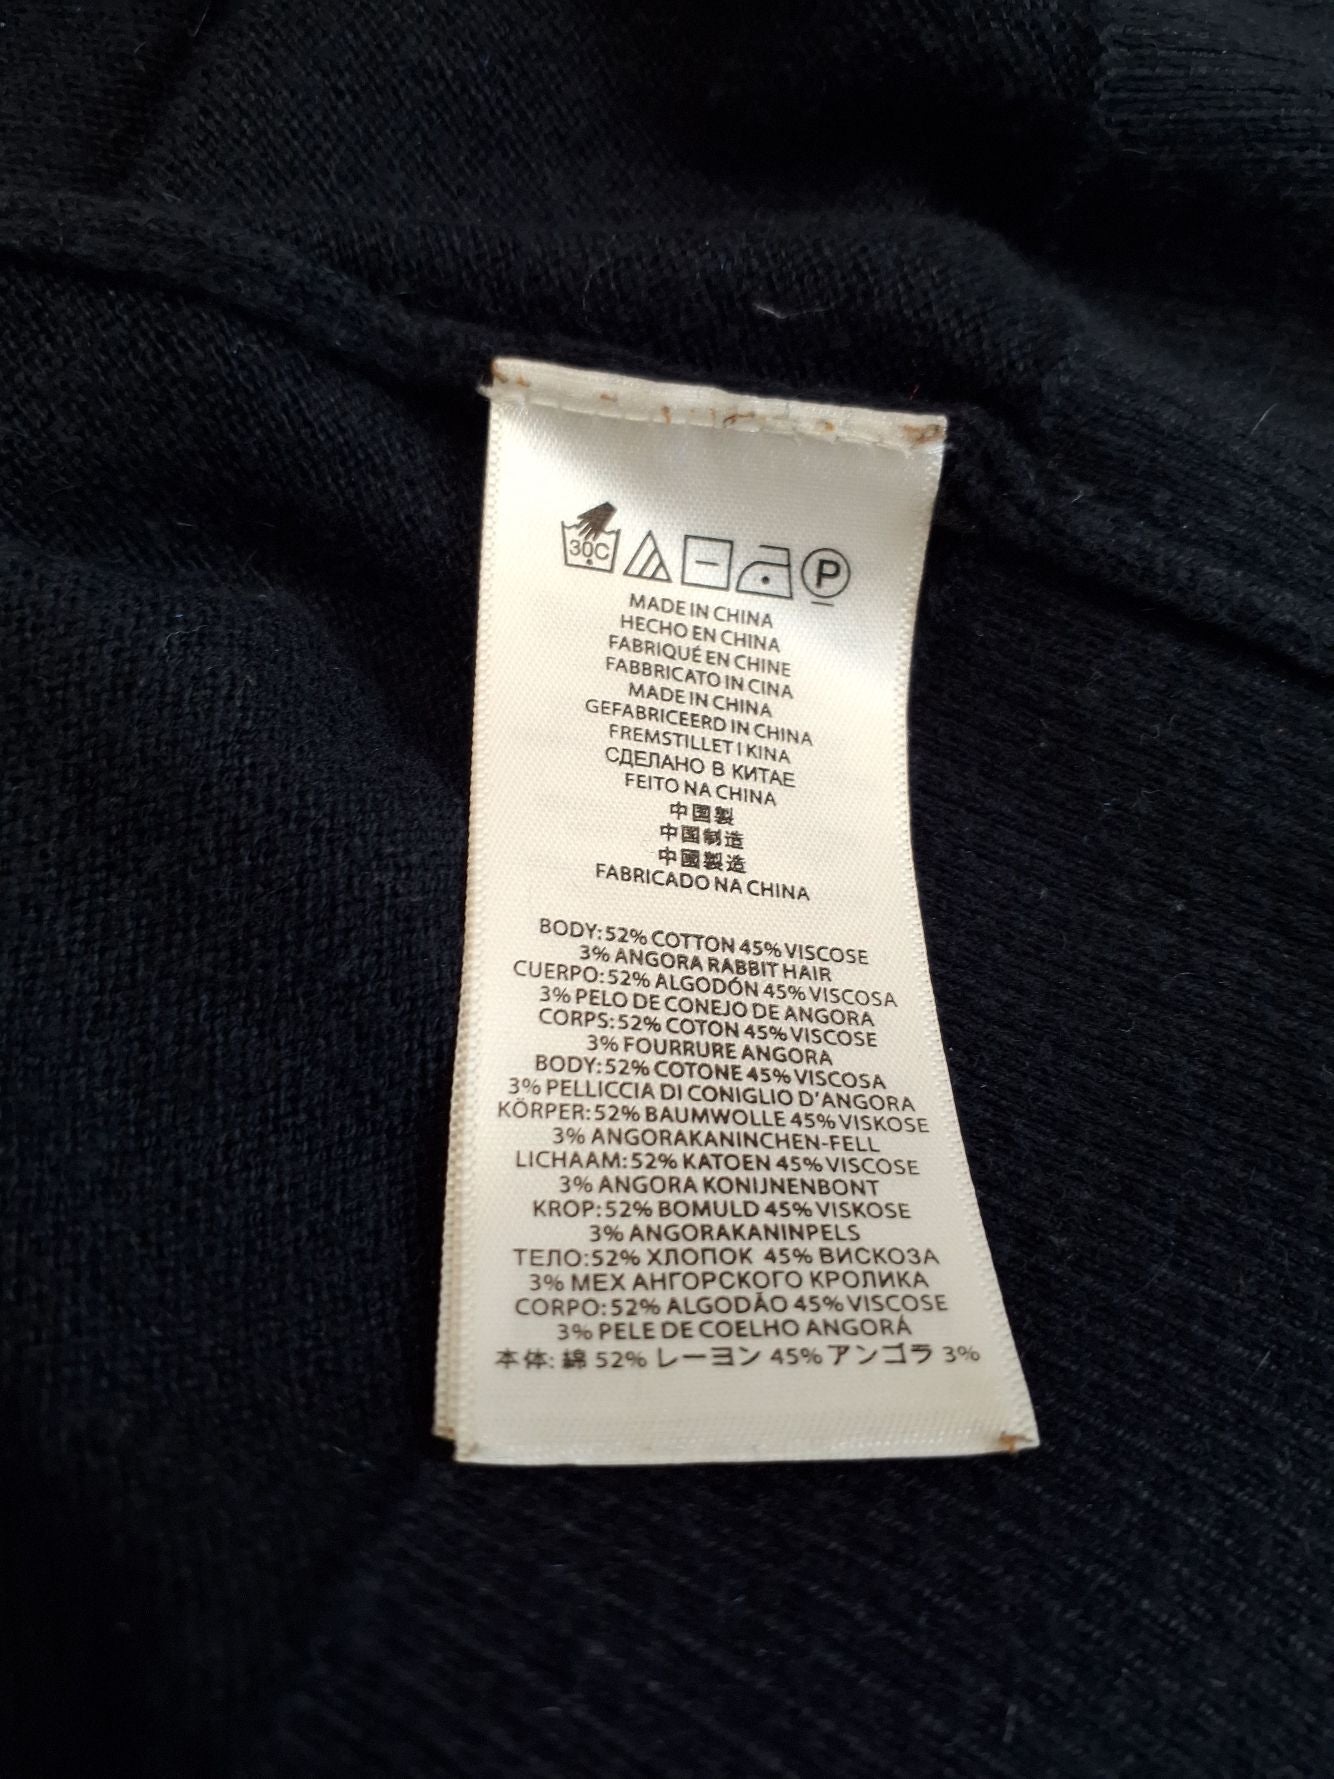 30C
P
MADE IN CHINA
HECHO EN CHINA
FABRIQUÉ EN CHINE
FABBRICATO IN CINA
MADE IN CHINA
GEFABRICEERD IN CHINA
FREMSTILLET I KINA
СДЕЛАНО В КИТАЕ
FEITO NA CHINA
中国製
中国制造
中國製造
FABRICADO NA CHINA
BODY: 52% COTTON 45% VISCOSE
3% ANGORA RABBIT HAIR
CUERPO: 52% ALGODÓN 45% VISCOSA
3% PELO DE CONEJO DE ANGORA
CORPS: 52% COTON 45% VISCOSE
3% FOURRURE ANGORA
BODY: 52% COTONE 45% VISCOSA
3% PELLICCIA DI CONIGLIO D'ANGORA
KÖRPER: 52% BAUMWOLLE 45% VISKOSE
3% ANGORAKANINCHEN-FELL
LICHAAM: 52% KATOEN 45% VISCOSE
3% ANGORA KONIJNENBONT
KROP: 52% BOMULD 45% VISKOSE
3% ANGORAKANINPELS
ТЕЛО: 52% ХЛОПОК 45% ВИСКОЗА
3% МЕХ АНГОРСКОГО КРОЛИКА
CORPO: 52% ALGODÃO 45% VISCOSE
3% PELE DE COELHO ANGORÁ
本体: 綿 52% レーヨン 45% アンゴラ 3%